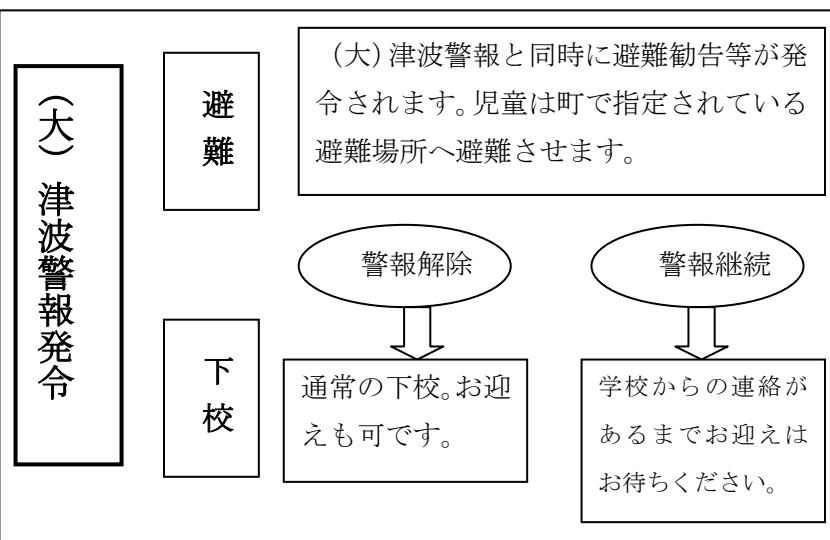 （大）津波警報発令
避難
（大）津波警報と同時に避難勧告等が発
令されます。児童は町で指定されている
避難場所へ避難させます。
下校
警報解除
通常の下校。お迎
えも可です。
警報継続
学校からの連絡が
あるまでお迎えは
お待ちください。